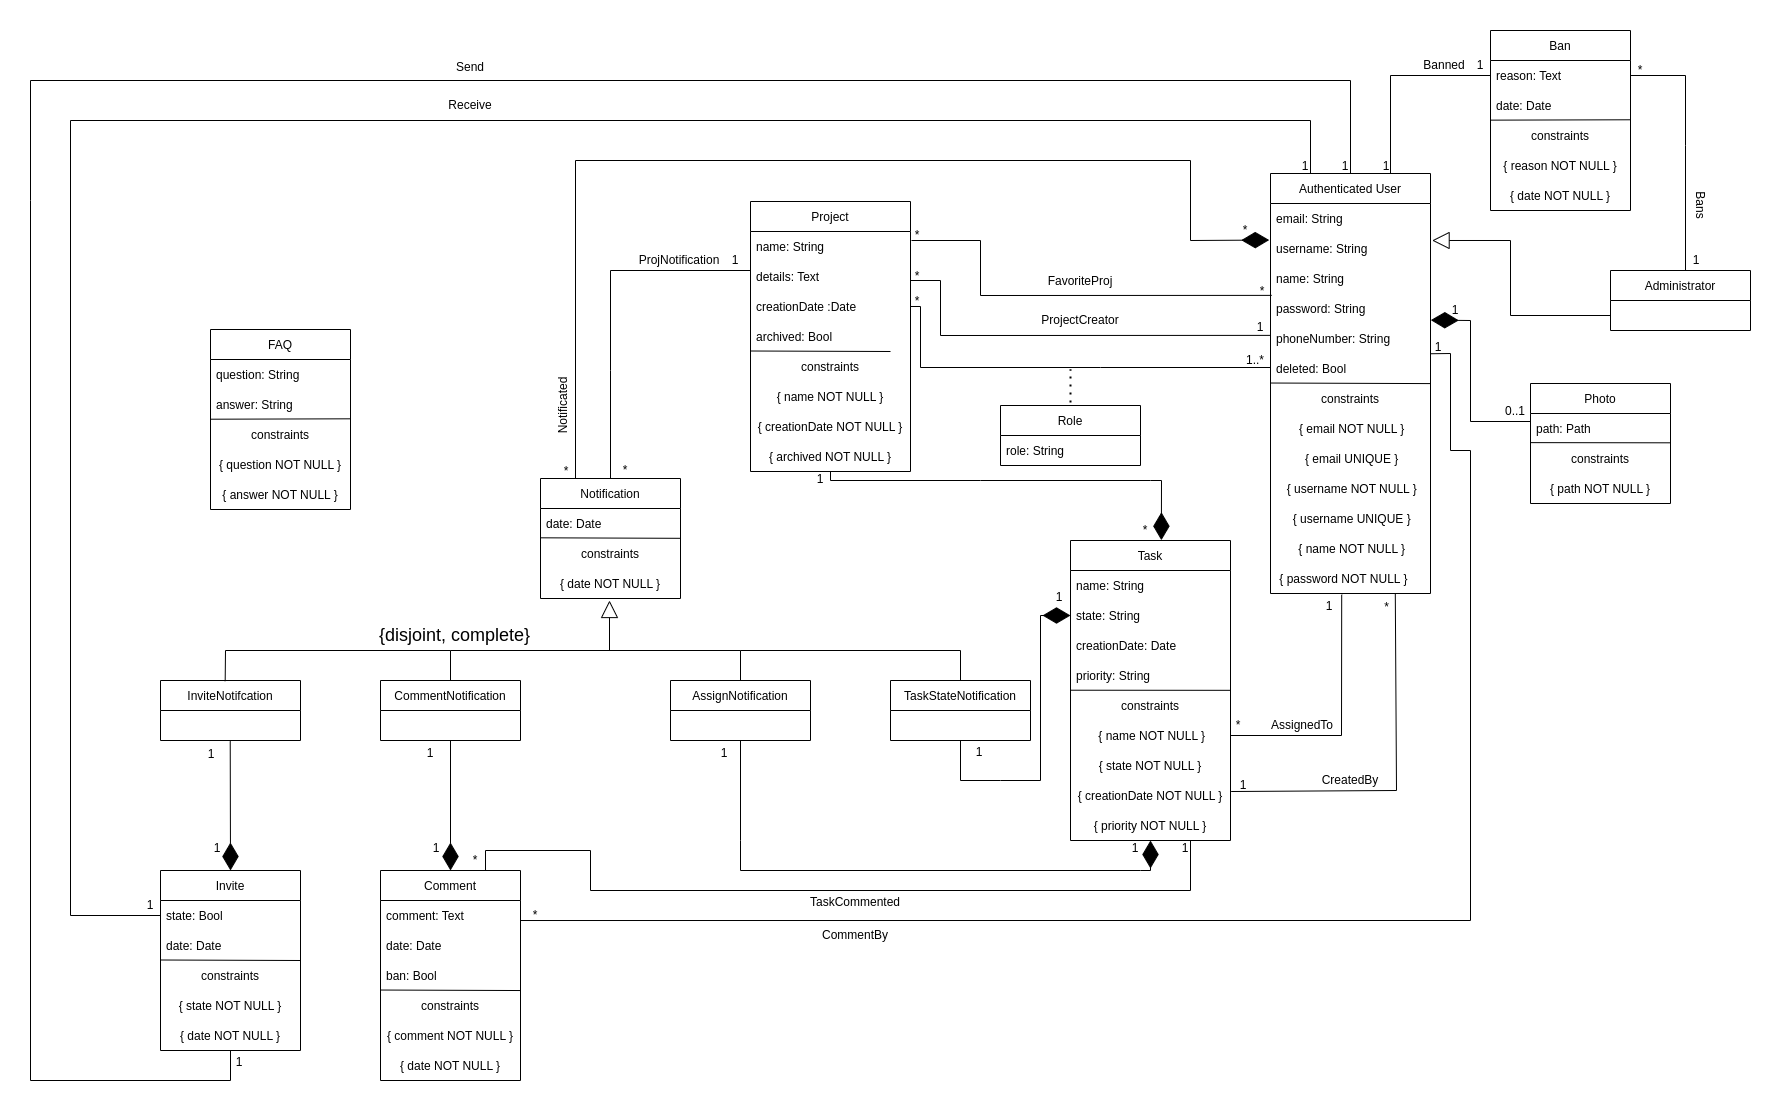 Send
Receive
Banned
1
*
Ban
reason: Text
date: Date
constraints
{ reason NOT NULL }
{ date NOT NULL }
Bans
1
Administrator
1
1
1
Authenticated User
email: String
username: String
name: String
password: String
phoneNumber: String
deleted: Bool
constraints
{ email NOT NULL }
{ email UNIQUE }
{ username NOT NULL }
{ username UNIQUE }
{ name NOT NULL }
{ password NOT NULL }
*
*
1
1..*
1
1
1
*
0..1
Photo
path: Path
constraints
{ path NOT NULL }
Project
name: String
details: Text
creationDate :Date
archived: Bool
constraints
{ name NOT NULL }
{ creationDate NOT NULL }
{ archived NOT NULL }
*
*
*
1
FavoriteProj
ProjectCreator
Role
role: String
ProjNotification
1
Notificated
*
*
Notification
date: Date
constraints
{ date NOT NULL }
FAQ
question: String
answer: String
constraints
{ question NOT NULL }
{ answer NOT NULL }
*
1
Task
name: String
state: String
creationDate: Date
priority: String
constraints
{ name NOT NULL }
{ state NOT NULL }
{ creationDate NOT NULL }
{ priority NOT NULL }
*
AssignedTo
1
CreatedBy
1
1
{disjoint, complete}
InviteNotifcation
CommentNotification
AssignNotification
TaskStateNotification
1
1
1
1
1
1
*
1
Invite
state: Bool
date: Date
constraints
{ state NOT NULL }
{ date NOT NULL }
1
Comment
comment: Text
date: Date
ban: Bool
constraints
{ comment NOT NULL }
{ date NOT NULL }
*
TaskCommented
CommentBy